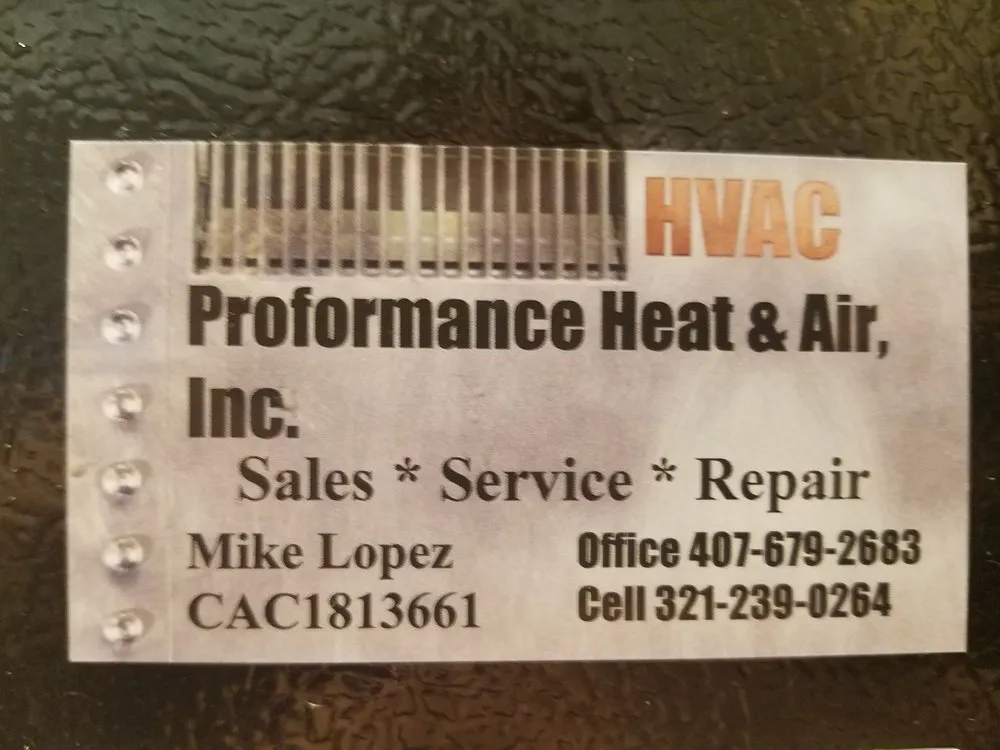 HVAC
Proformance Heat & Air,
Inc.
Sales * Service * Repair
Mike Lopez
Office 407-679-2683
CAC1813661
Cell 321-239-0264